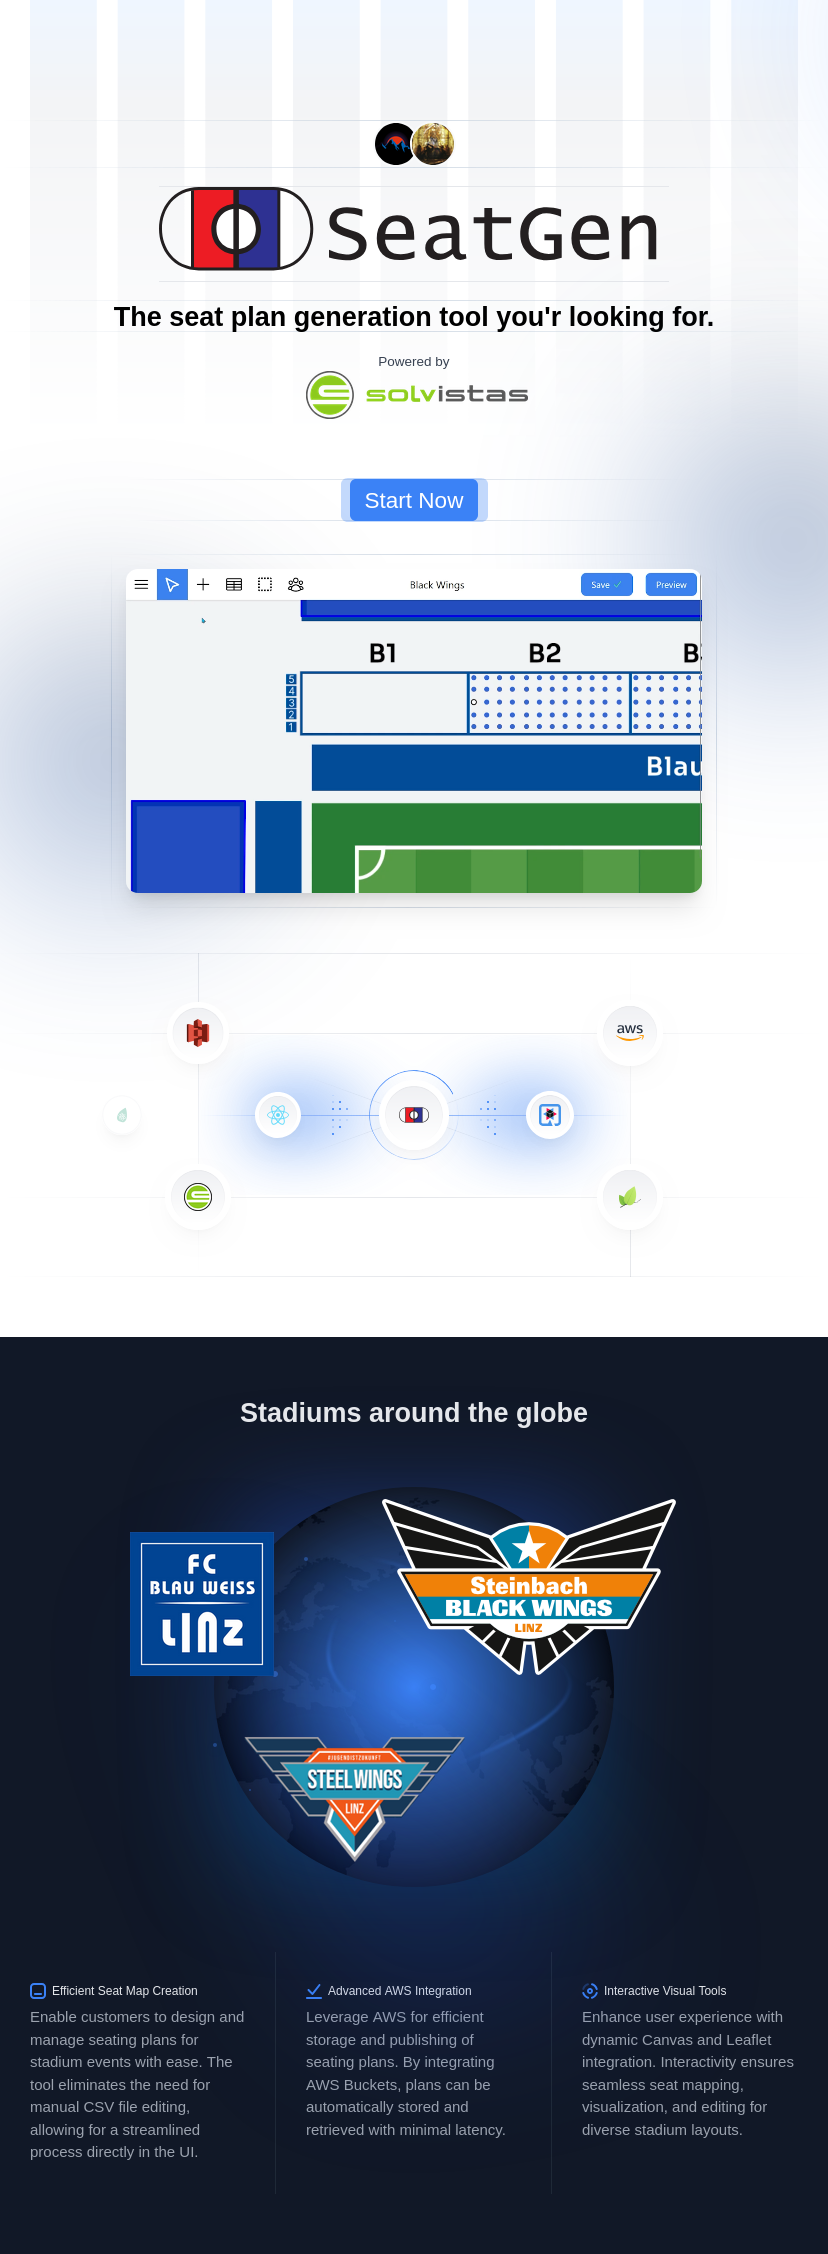 SeatGen
The seat plan generation tool you'r looking for.
Powered by
solvistas
Start Now
Black Wings
Save
Preview
B1
B2
5
4
3
2
1
Blau
aws
Stadiums around the globe
FC
BLAU WEISS
LINZ
Steinbach
BLACK WINGS
LINZ
#JUGENDISTZUKUNFT
STEELWINGS
LINZ
Efficient Seat Map Creation
Enable customers to design and
manage seating plans for
stadium events with ease. The
tool eliminates the need for
manual CSV file editing,
allowing for a streamlined
process directly in the UI.
Advanced AWS Integration
Leverage AWS for efficient
storage and publishing of
seating plans. By integrating
AWS Buckets, plans can be
automatically stored and
retrieved with minimal latency.
Interactive Visual Tools
Enhance user experience with
dynamic Canvas and Leaflet
integration. Interactivity ensures
seamless seat mapping,
visualization, and editing for
diverse stadium layouts.